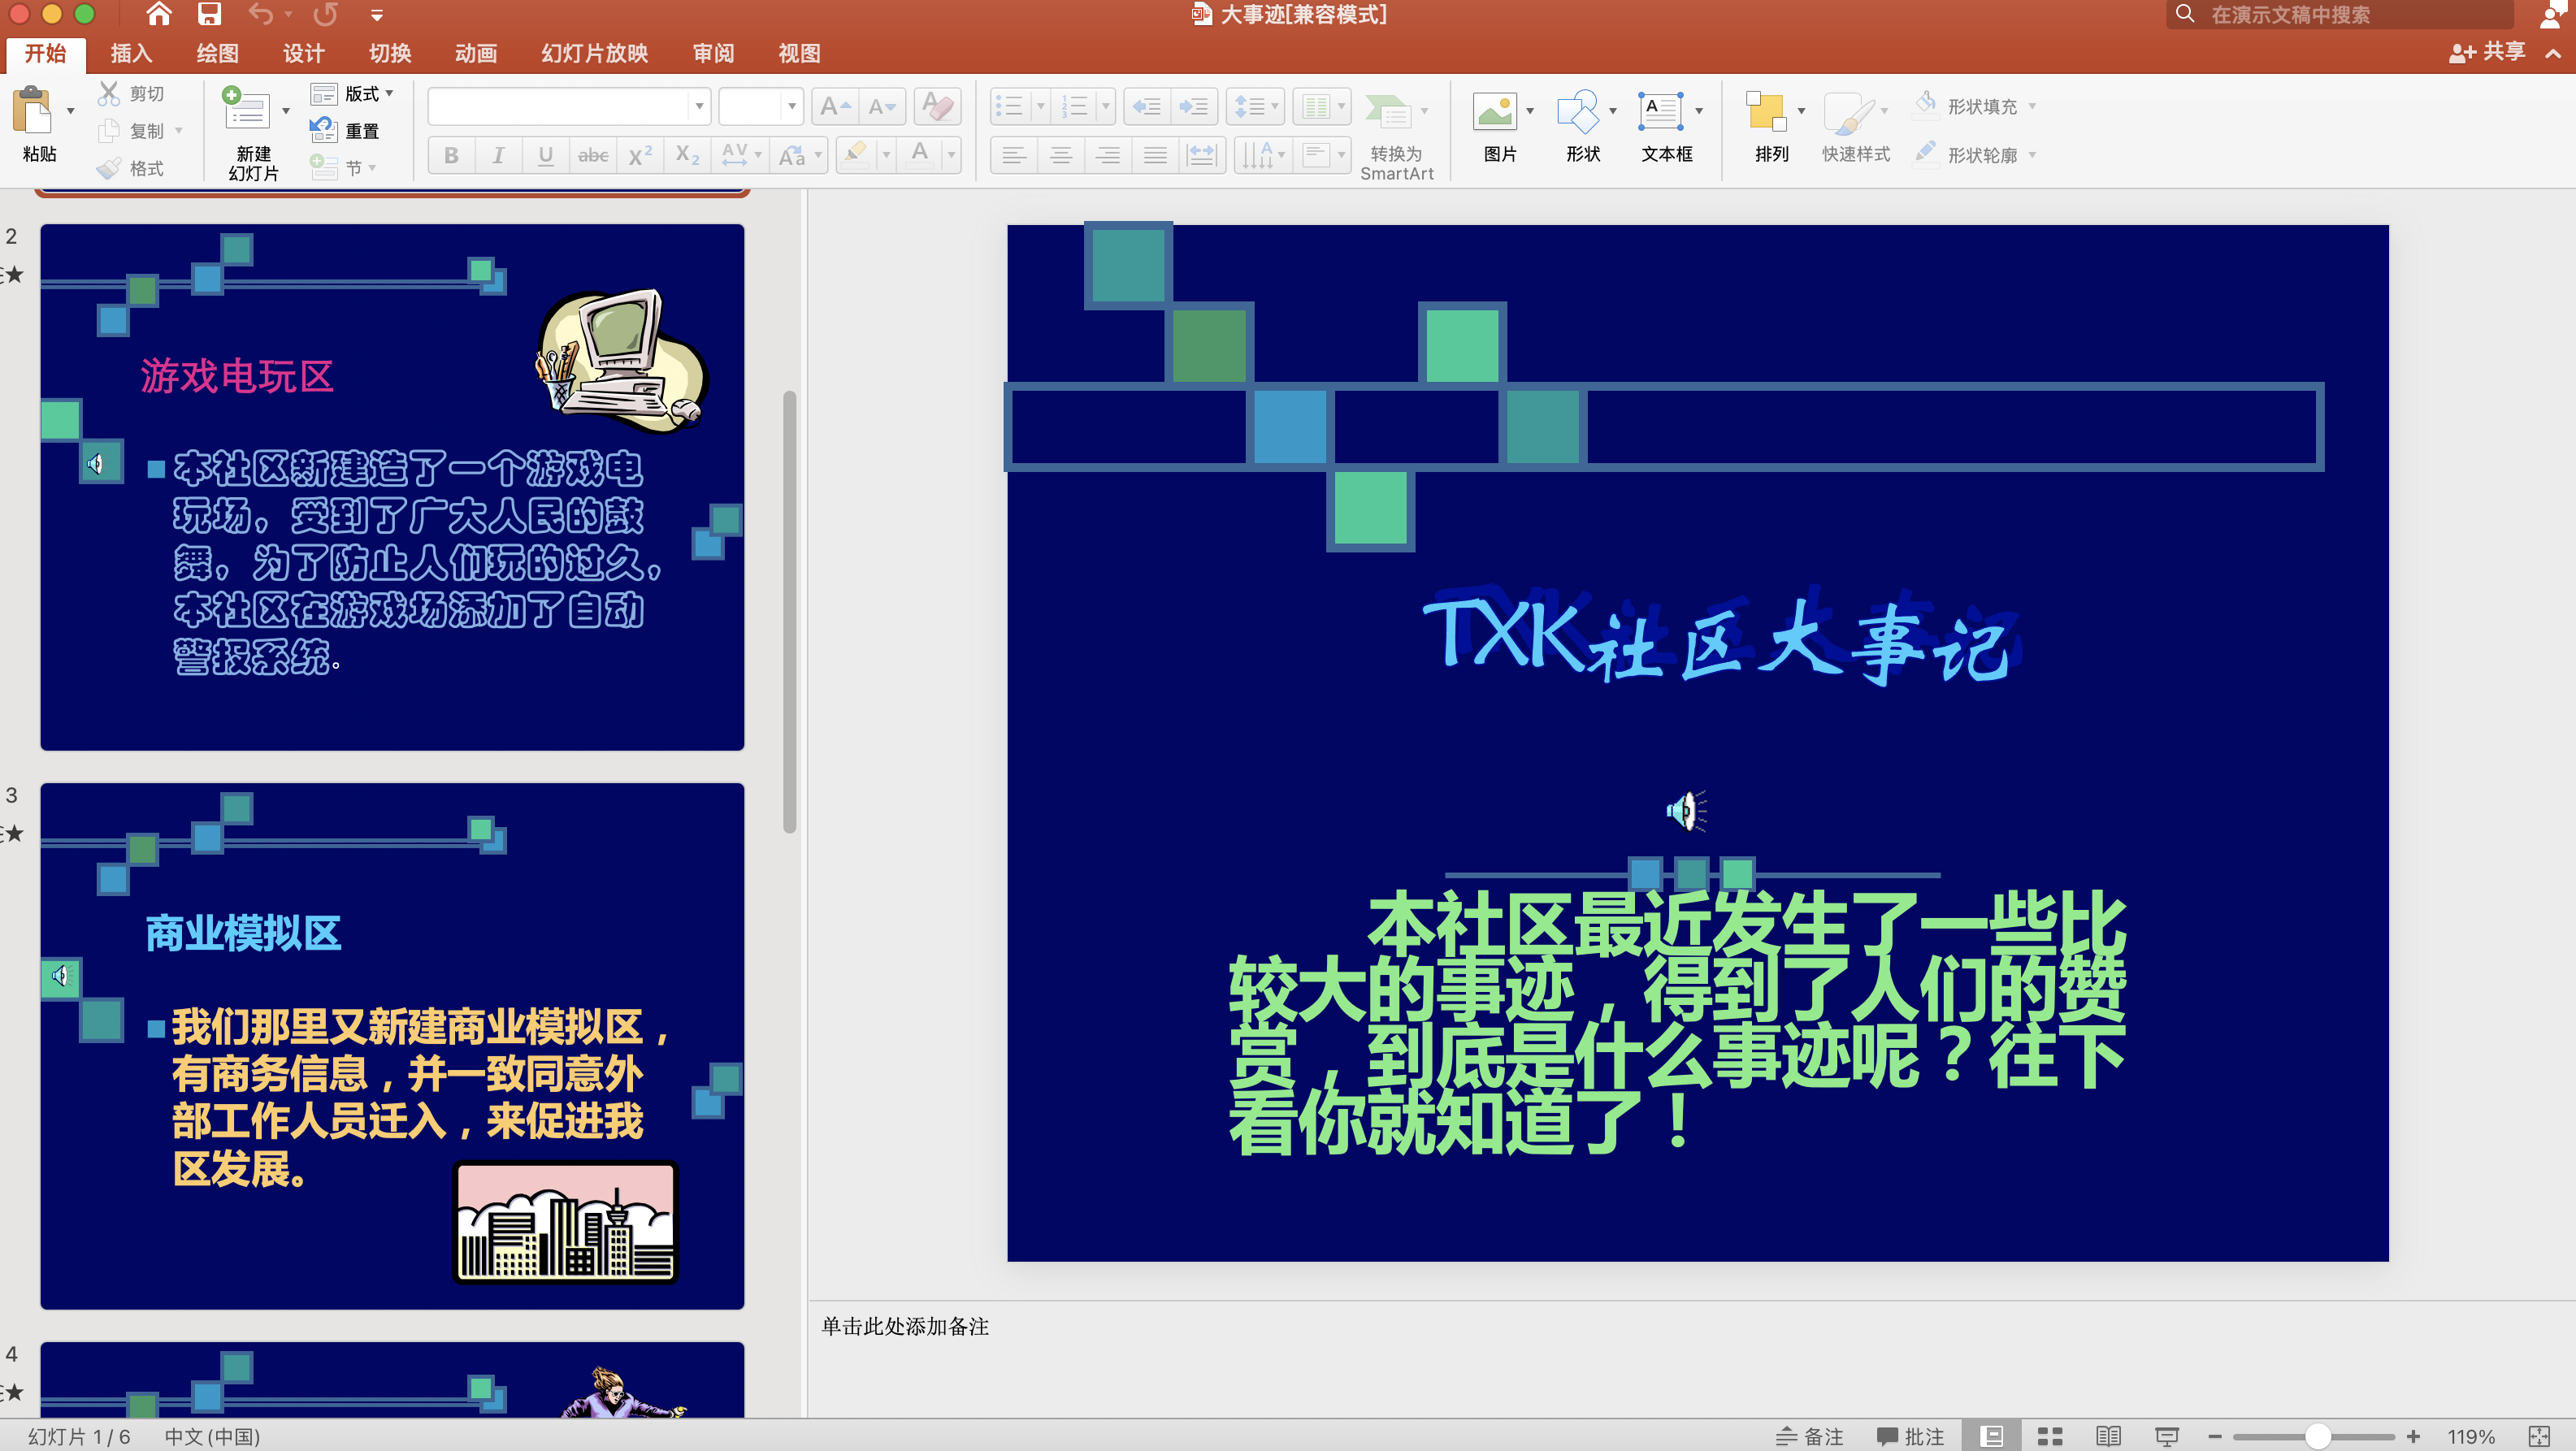 大事迹[兼容模式]
在演示文稿中搜索
开始 插入 绘图 设计 切换 动画 幻灯片放映 审阅 视图
共享
粘贴
剪切
复制
格式
新建
幻灯片
版式
重置
节
转换为
SmartArt
图片
形状
文本框
排列
快速样式
形状填充
形状轮廓
2
游戏电玩区
本社区新建造了一个游戏电
玩场，受到了广大人民的鼓
舞，为了防止人们玩的过久，
本社区在游戏场添加了自动
警报系统。
3
商业模拟区
我们那里又新建商业模拟区，
有商务信息，并一致同意外
部工作人员迁入，来促进我
区发展。
4
TXK社区大事记
本社区最近发生了一些比
较大的事迹，得到了人们的赞
赏，到底是什么事迹呢？往下
看你就知道了！
单击此处添加备注
幻灯片 1 / 6
中文 (中国)
备注
批注
119%